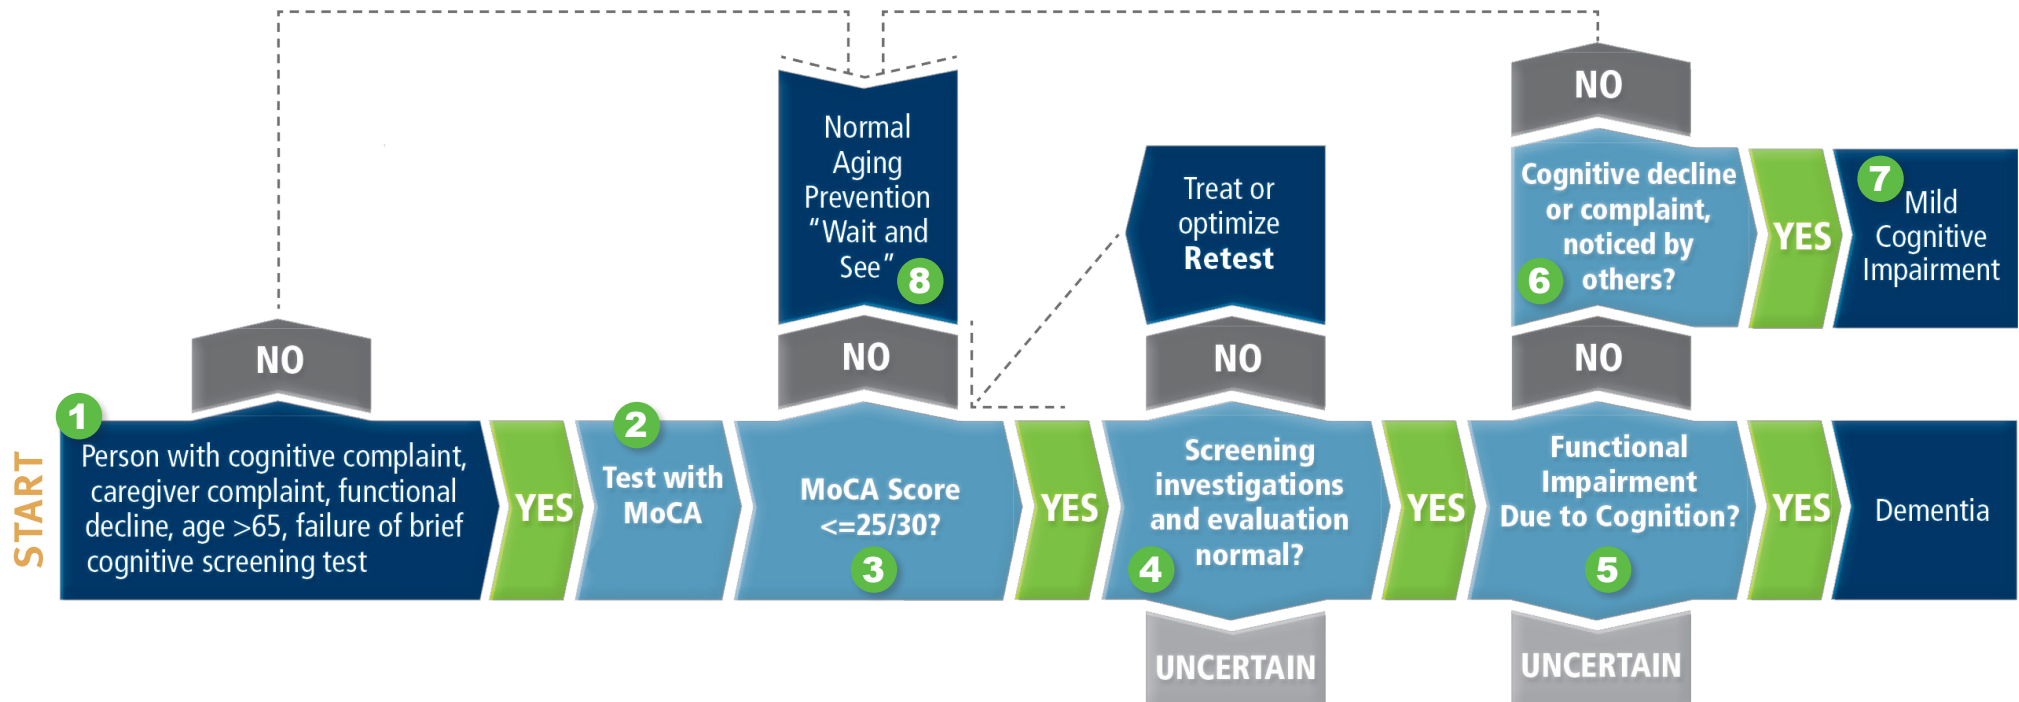 START
1
Person with cognitive complaint,
caregiver complaint, functional
decline, age >65, failure of brief
cognitive screening test
NO
YES
2
Test with
MoCA
MoCA Score
<=25/30?
3
NO
Normal
Aging
Prevention
“Wait and
See”
8
YES
Screening
investigations
and evaluation
normal?
4
NO
Treat or
optimize
Retest
UNCERTAIN
YES
Functional
Impairment
Due to Cognition?
5
UNCERTAIN
NO
Cognitive decline
or complaint,
noticed by
others?
6
NO
YES
7
Mild
Cognitive
Impairment
YES
Dementia